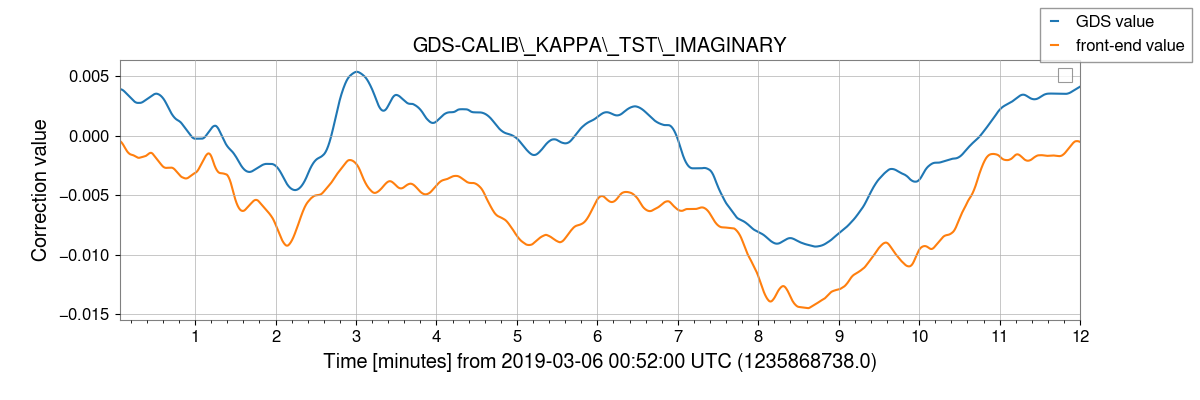 GDS value
front-end value
GDS-CALIB\_KAPPA\_TST\_IMAGINARY
Correction value
0.005
0.000
−0.005
−0.010
−0.015
1 2 3 4 5 6 7 8 9 10 11 12
Time [minutes] from 2019-03-06 00:52:00 UTC (1235868738.0)